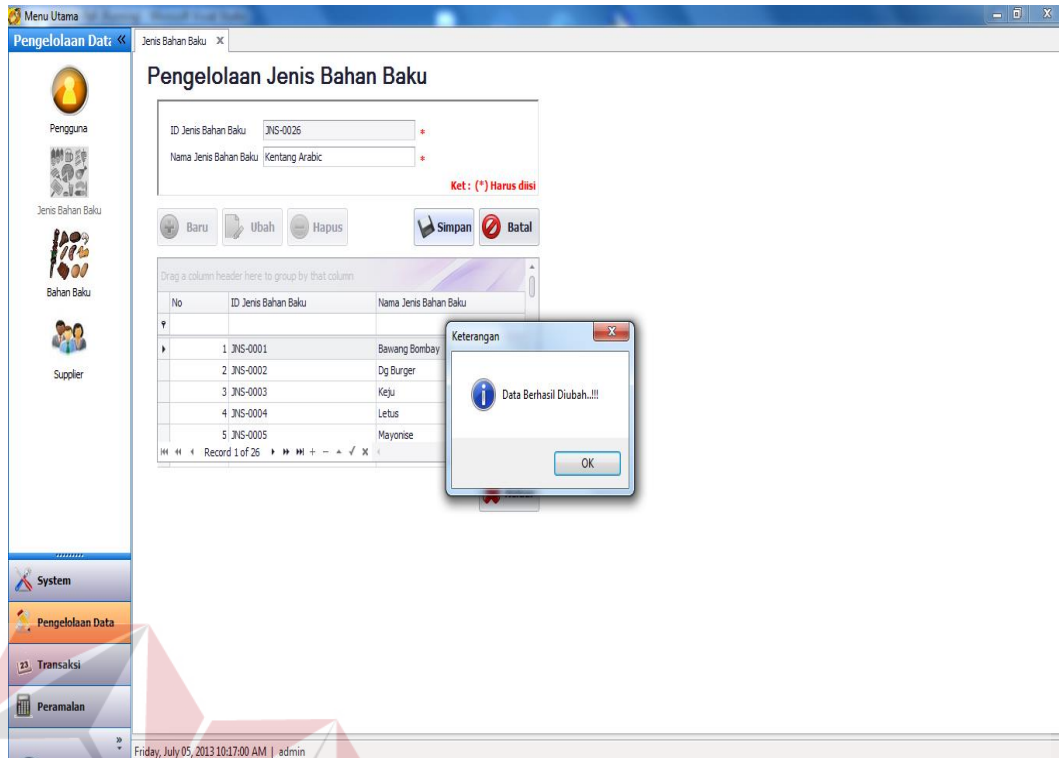 Menu Utama
Pengelolaan Data «
Pengguna
Jenis Bahan Baku
Bahan Baku
Supplier
System
Pengelolaan Data
23 Transaksi
Peramalan
»
Jenis Bahan Baku X
Pengelolaan Jenis Bahan Baku
ID Jenis Bahan Baku JNS-0026 *
Nama Jenis Bahan Baku Kentang Arabic *
Ket : (*) Harus diisi
Baru Ubah Hapus Simpan Batal
Drag a column header here to group by that column
No ID Jenis Bahan Baku Nama Jenis Bahan Baku
1 JNS-0001 Bawang Bombay
2 JNS-0002 Dg Burger
3 JNS-0003 Keju
4 JNS-0004 Letus
5 JNS-0005 Mayonise
Record 1 of 26
Keterangan
Data Berhasil Diubah..!!!
OK
Friday, July 05, 2013 10:17:00 AM | admin